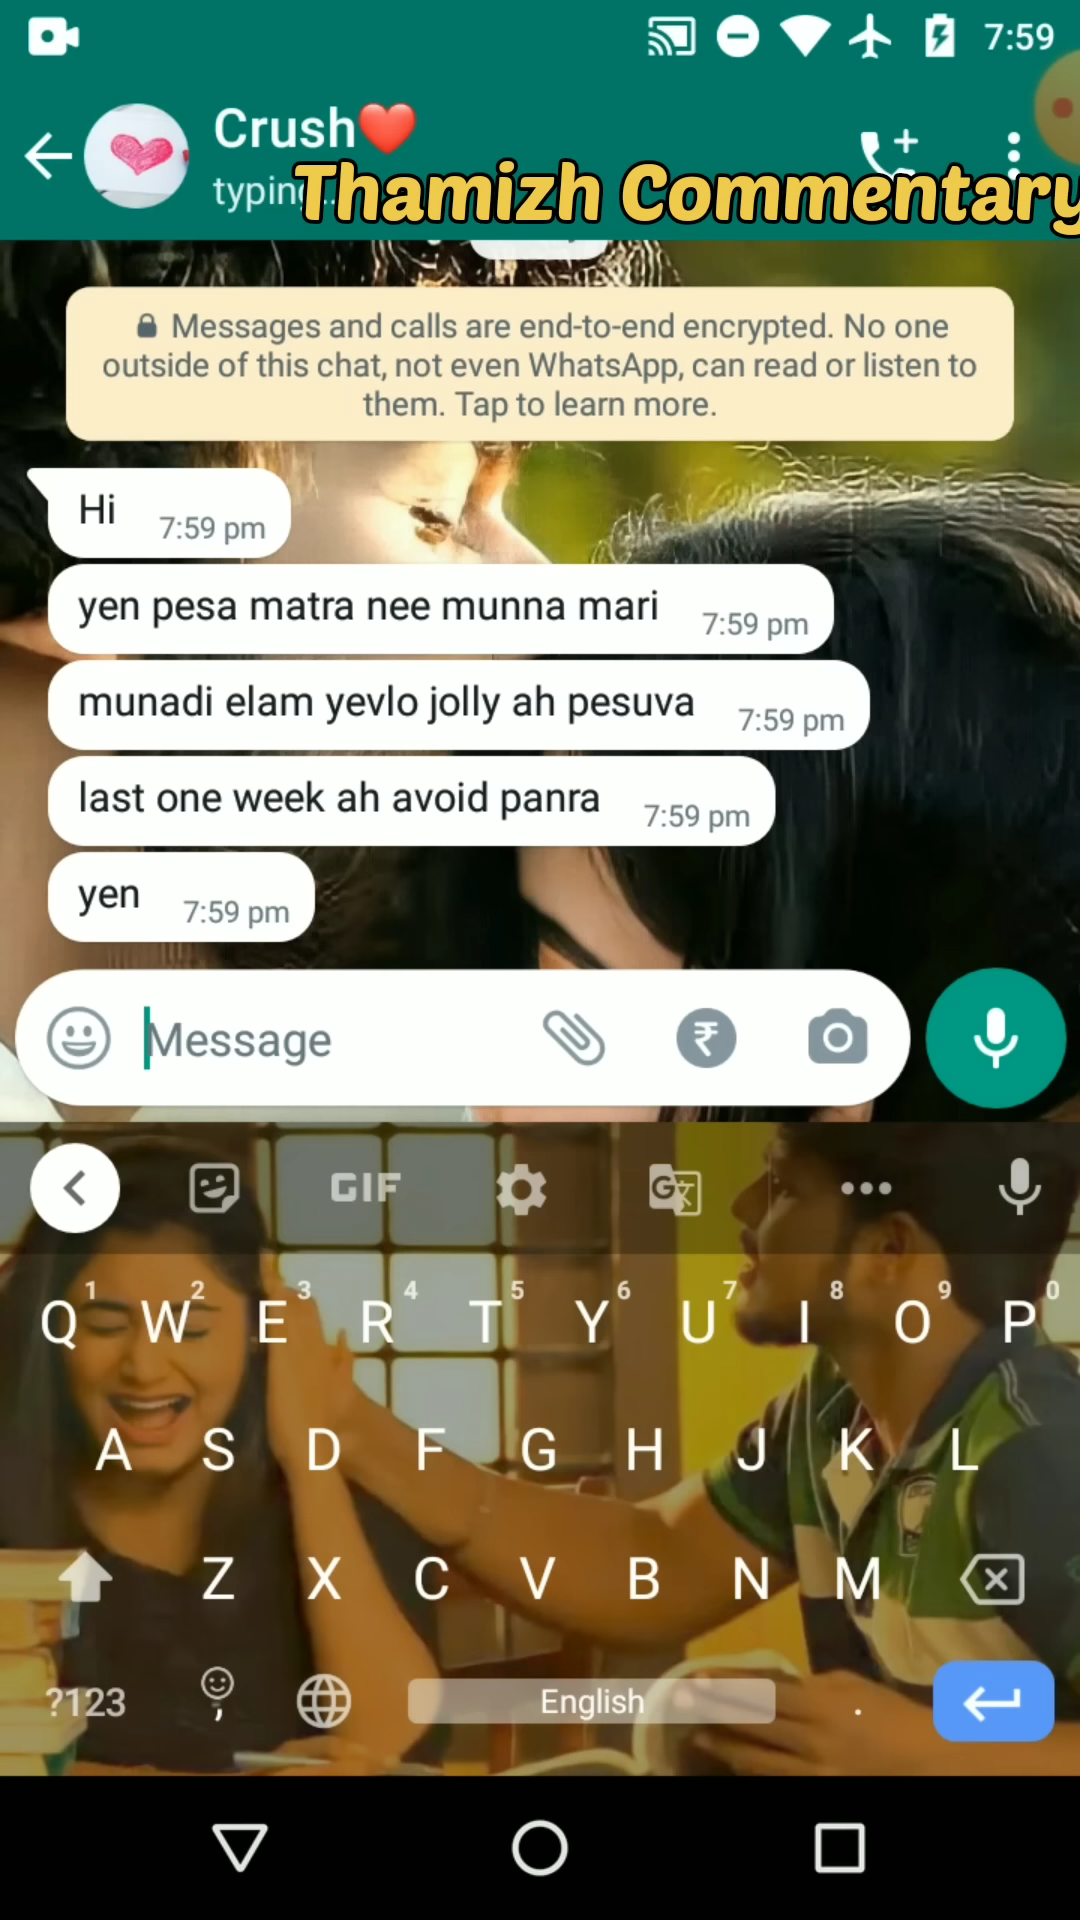 7:59
Crush❤️
typing...
Thamizh Commentary
Messages and calls are end-to-end encrypted. No one
outside of this chat, not even WhatsApp, can read or listen to
them. Tap to learn more.
Hi 7:59 pm
yen pesa matra nee munna mari 7:59 pm
munadi elam yevlo jolly ah pesuva 7:59 pm
last one week ah avoid panra 7:59 pm
yen 7:59 pm
Message ₹
GIF G
1 2 3 4 5 6 7 8 9 0
Q W E R T Y U I O P
A S D F G H J K L
Z X C V B N M
?123 , English .